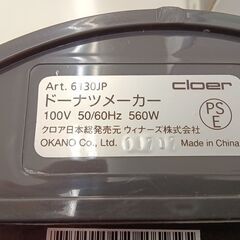 Art. 6130JP
cloer
ドーナツメーカー
100V 50/60Hz 560W
PS
E
クロア日本総発売元 ウィナーズ株式会社
OKANO Co., Ltd.
Made in China